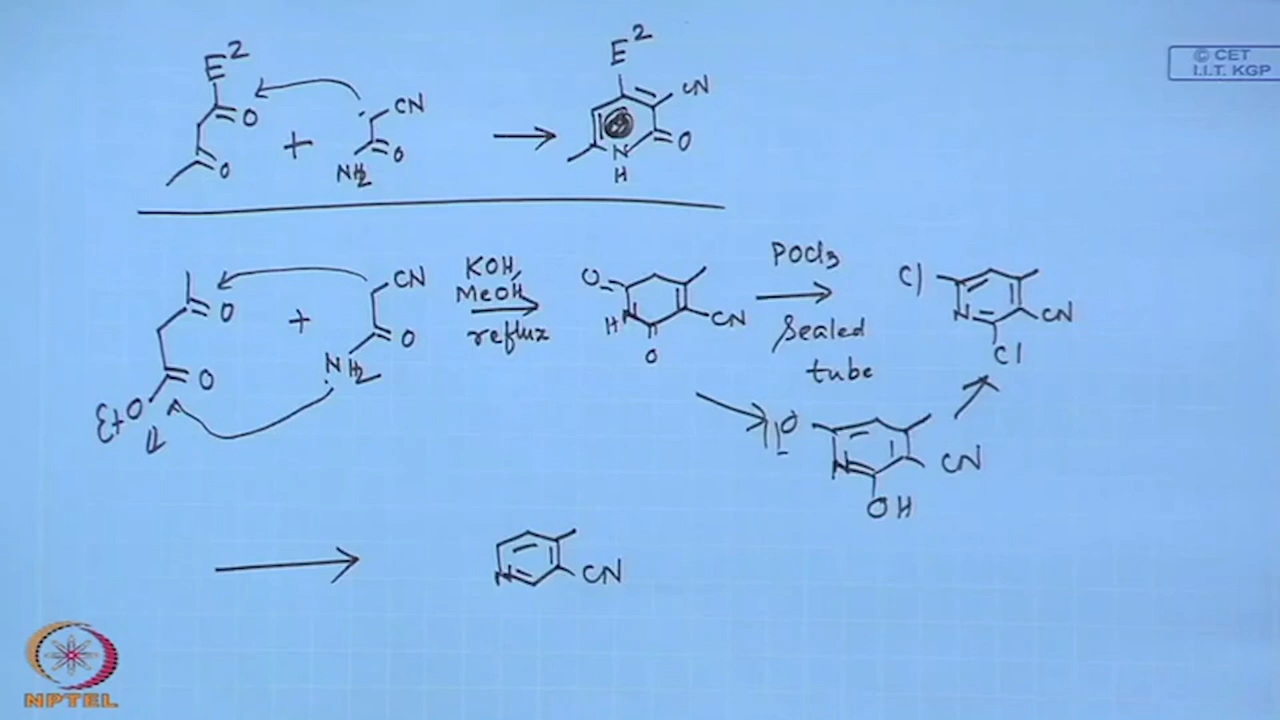 © CET
I.I.T. KGP
E²
O
O
+
CN
O
NH2
E²
CN
O
N
H
O
O
EtO
+
CN
O
NH2
KOH,
MeOH,
reflux
O
HN
CN
O
POCl3
Sealed
tube
Cl
N
CN
Cl
N
CN
OH
N
CN
NPTEL